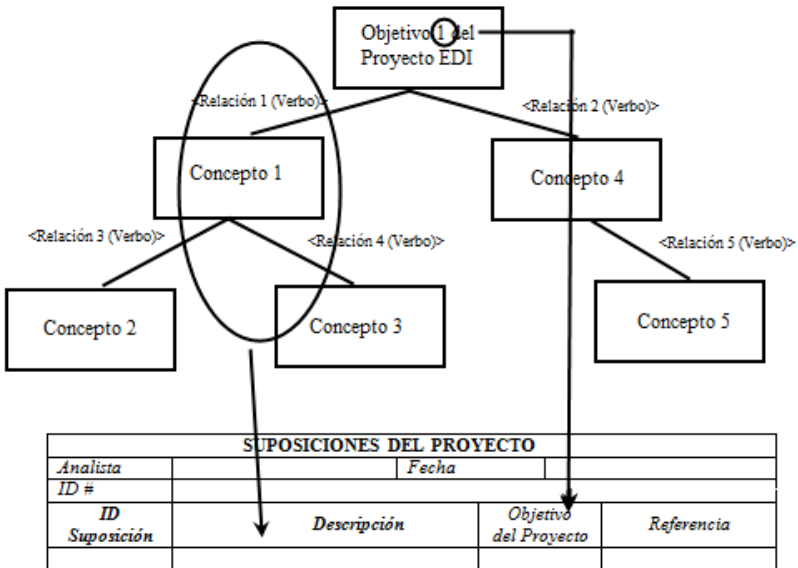 Objetivo 1 del
Proyecto EDI
<Relación 1 (Verbo)>
<Relación 2 (Verbo)>
Concepto 1
Concepto 4
<Relación 3 (Verbo)>
<Relación 4 (Verbo)>
<Relación 5 (Verbo)>
Concepto 2
Concepto 3
Concepto 5
SUPOSICIONES DEL PROYECTO
Analista
Fecha
ID #
ID
Suposición
Descripción
Objetivo
del Proyecto
Referencia